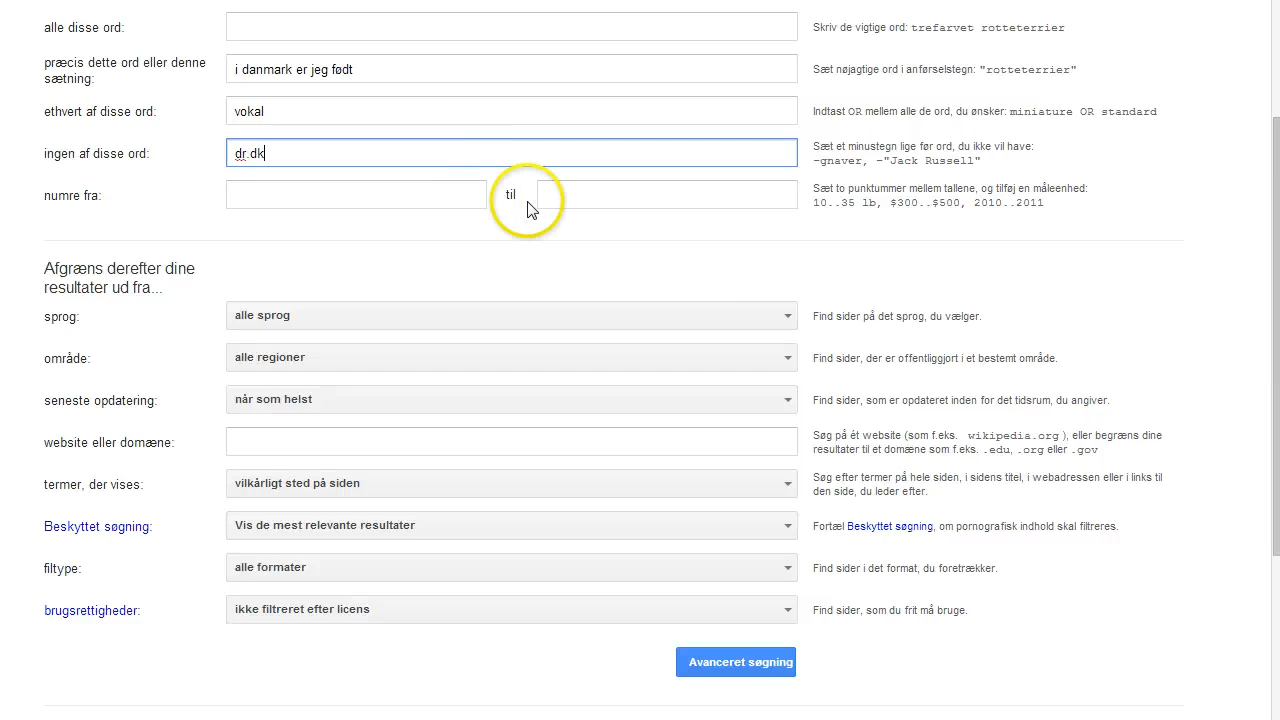 alle disse ord:
Skriv de vigtige ord: trefarvet rotteterrier
præcis dette ord eller denne
sætning:
i danmark er jeg født
Sæt nøjagtige ord i anførselstegn: "rotteterrier"
ethvert af disse ord:
vokal
Indtast OR mellem alle de ord, du ønsker: miniature OR standard
ingen af disse ord:
dr.dk
Sæt et minustegn lige før ord, du ikke vil have:
-gnaver, -"Jack Russell"
numre fra:
til
Sæt to punktummer mellem tallene, og tilføj en måleenhed:
10..35 lb, $300..$500, 2010..2011
Afgræns derefter dine
resultater ud fra...
sprog:
alle sprog
Find sider på det sprog, du vælger.
område:
alle regioner
Find sider, der er offentliggjort i et bestemt område.
seneste opdatering:
når som helst
Find sider, som er opdateret inden for det tidsrum, du angiver.
website eller domæne:
Søg på ét website (som f.eks. wikipedia.org ), eller begræns dine
resultater til et domæne som f.eks. .edu, .org eller .gov
termer, der vises:
vilkårligt sted på siden
Søg efter termer på hele siden, i sidens titel, i webadressen eller i links til
den side, du leder efter.
Beskyttet søgning:
Vis de mest relevante resultater
Fortæl Beskyttet søgning, om pornografisk indhold skal filtreres.
filtype:
alle formater
Find sider i det format, du foretrækker.
brugsrettigheder:
ikke filtreret efter licens
Find sider, som du frit må bruge.
Avanceret søgning